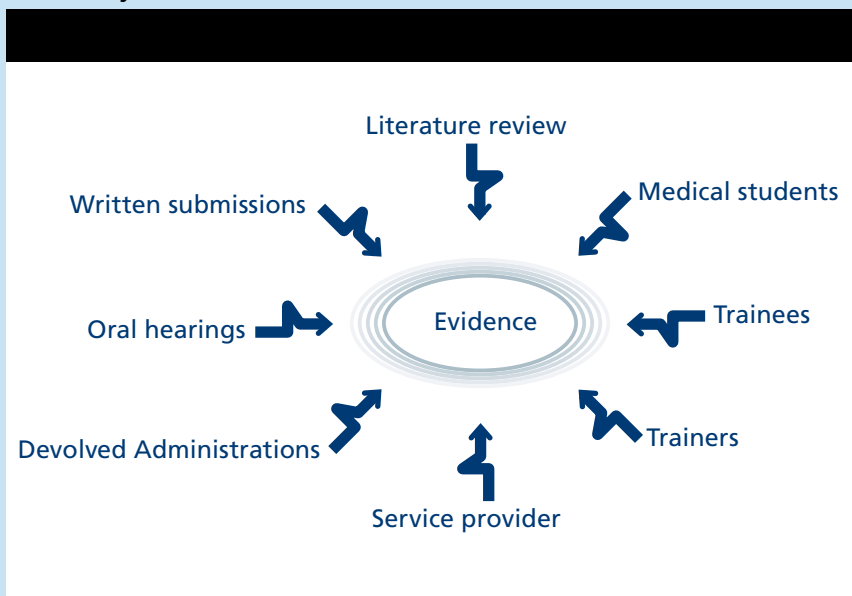 Literature review
Written submissions
Medical students
Oral hearings
Evidence
Trainees
Devolved Administrations
Trainers
Service provider